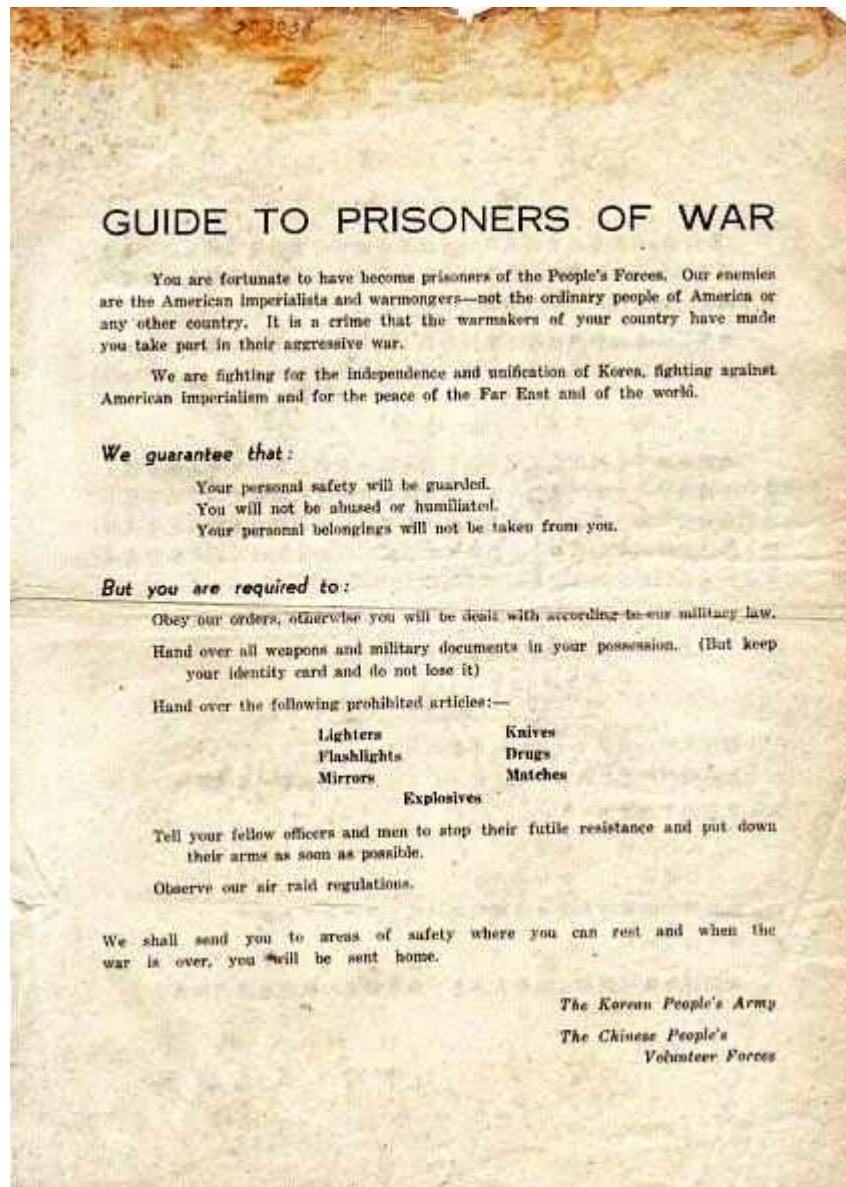 GUIDE TO PRISONERS OF WAR
You are fortunate to have become prisoners of the People's Forces. Our enemies
are the American imperialists and warmongers—not the ordinary people of America or
any other country. It is a crime that the warmakers of your country have made
you take part in their aggressive war.
We are fighting for the independence and unification of Korea, fighting against
American imperialism and for the peace of the Far East and of the world.
We guarantee that:
Your personal safety will be guarded.
You will not be abused or humiliated.
Your personal belongings will not be taken from you.
But you are required to:
Obey our orders, otherwise you will be dealt with according to our military law.
Hand over all weapons and military documents in your possession. (But keep
your identity card and do not lose it)
Hand over the following prohibited articles:—
Lighters Knives
Flashlights Drugs
Mirrors Matches
Explosives
Tell your fellow officers and men to stop their futile resistance and put down
their arms as soon as possible.
Observe our air raid regulations.
We shall send you to areas of safety where you can rest and when the
war is over, you will be sent home.
The Korean People's Army
The Chinese People's
Volunteer Forces